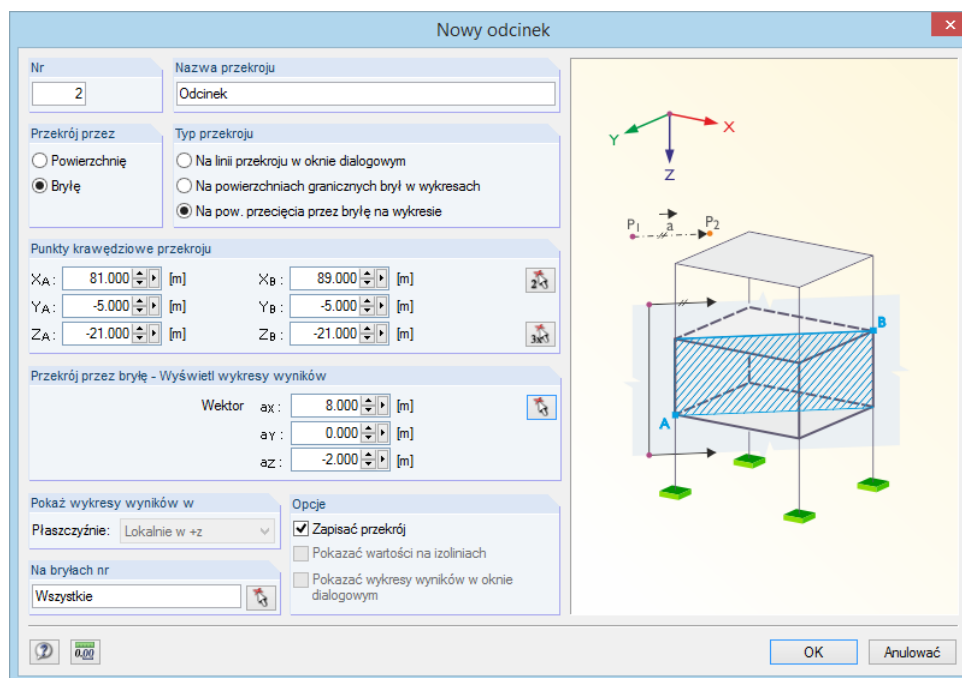 Nowy odcinek
Nr
2
Nazwa przekroju
Odcinek
Przekrój przez
Powierzchnię
Bryłę
Typ przekroju
Na linii przekroju w oknie dialogowym
Na powierzchniach granicznych brył w wykresach
Na pow. przecięcia przez bryłę na wykresie
Punkty krawędziowe przekroju
XA: 81.000 [m] XB: 89.000 [m]
2x
YA: -5.000 [m] YB: -5.000 [m]
ZA: -21.000 [m] ZB: -21.000 [m]
3x
Przekrój przez bryłę - Wyświetl wykresy wyników
Wektor ax: 8.000 [m]
aY: 0.000 [m]
az: -2.000 [m]
Pokaż wykresy wyników w
Płaszczyźnie: Lokalnie w +z
Na bryłach nr
Wszystkie
Opcje
Zapisać przekrój
Pokazać wartości na izoliniach
Pokazać wykresy wyników w oknie
dialogowym
X
Y
Z
P1 a P2
B
A
0.00
OK
Anulować